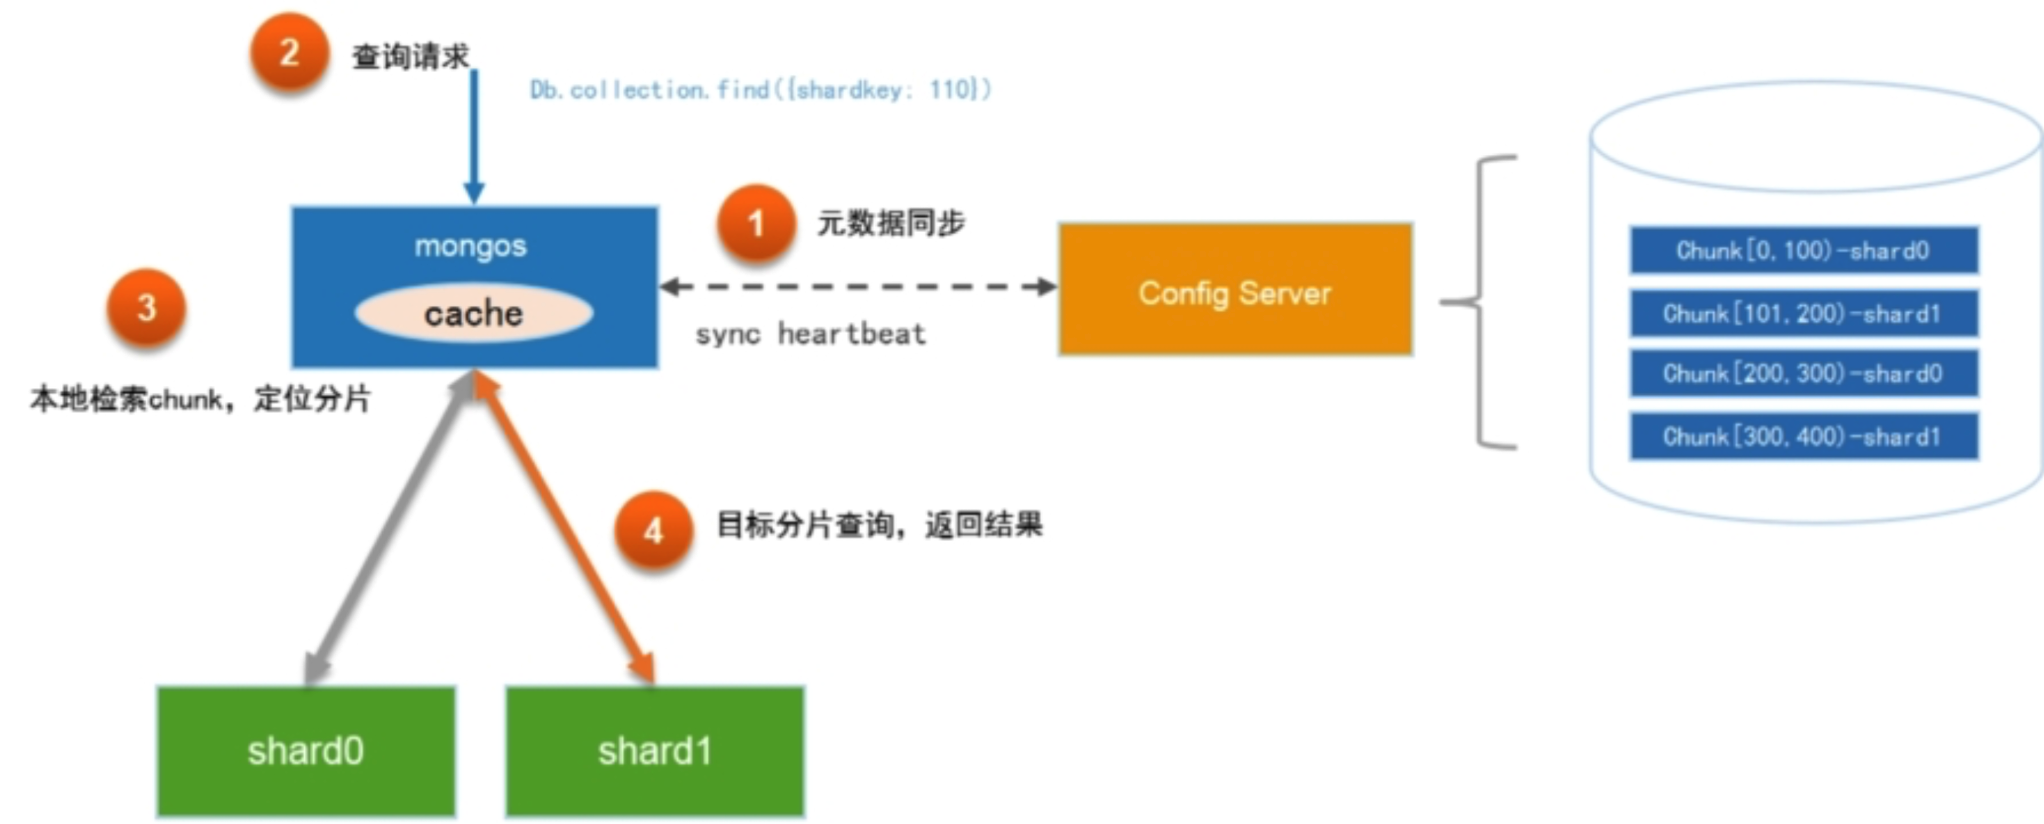 2 查询请求
Db.collection.find({shardkey: 110})
mongos
cache
1 元数据同步
sync heartbeat
Config Server
Chunk[0,100)-shard0
Chunk[101,200)-shard1
Chunk[200,300)-shard0
Chunk[300,400)-shard1
3
本地检索chunk，定位分片
4 目标分片查询，返回结果
shard0
shard1